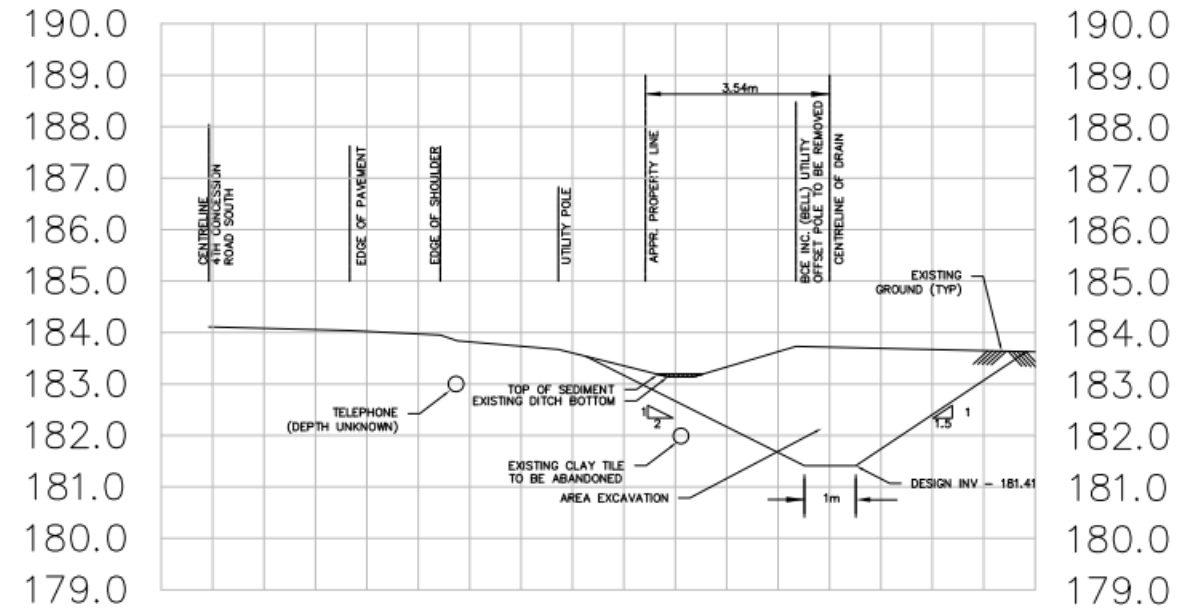 190.0
189.0
188.0
187.0
186.0
185.0
184.0
183.0
182.0
181.0
180.0
179.0
CENTRELINE
4TH CONCESSION
ROAD SOUTH
EDGE OF PAVEMENT
EDGE OF SHOULDER
UTILITY POLE
APPR. PROPERTY LINE
3.54m
BCE INC. (BELL) UTILITY
OFFSET POLE TO BE REMOVED
CENTRELINE OF DRAIN
EXISTING
GROUND (TYP)
TOP OF SEDIMENT
EXISTING DITCH BOTTOM
TELEPHONE
(DEPTH UNKNOWN)
1
2
1
1.5
EXISTING CLAY TILE
TO BE ABANDONED
AREA EXCAVATION
DESIGN INV - 181.41
1m
190.0
189.0
188.0
187.0
186.0
185.0
184.0
183.0
182.0
181.0
180.0
179.0